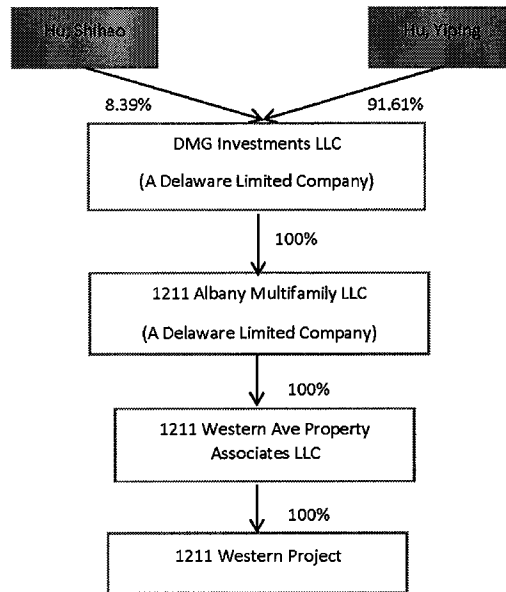 Hu, Shihao
Hu, Yiping
8.39%
91.61%
DMG Investments LLC
(A Delaware Limited Company)
100%
1211 Albany Multifamily LLC
(A Delaware Limited Company)
100%
1211 Western Ave Property
Associates LLC
100%
1211 Western Project